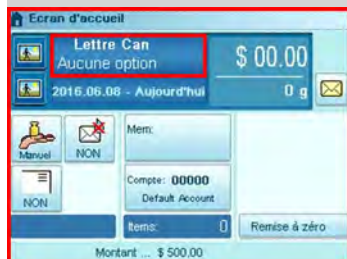 Ecran d'accueil
Lettre Can
Aucune option
$ 00.00
2016.06.08 - Aujourd'hui
0 g
Manuel
NON
Mem:
NON
Compte: 00000
Default Account
Items: 0
Remise à zéro
Montant ... $ 500,00